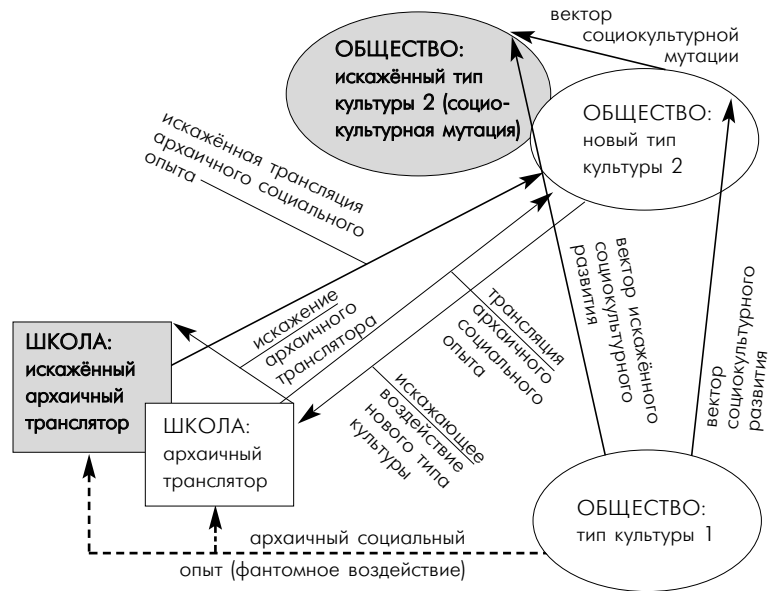 вектор
социокультурной
мутации
ОБЩЕСТВО:
искажённый тип
культуры 2 (социо-
культурная мутация)
ОБЩЕСТВО:
новый тип
культуры 2
искажённая трансляция
архаичного социального
опыта
ШКОЛА:
искажённый
архаичный
транслятор
ШКОЛА:
архаичный
транслятор
искажение
архаичного
транслятора
трансляция
архаичного
социального
опыта
искажающее
воздействие
нового типа
культуры
вектор искажённого
социокультурного
развития
вектор
социокультурного
развития
ОБЩЕСТВО:
тип культуры 1
архаичный социальный
опыт (фантомное воздействие)